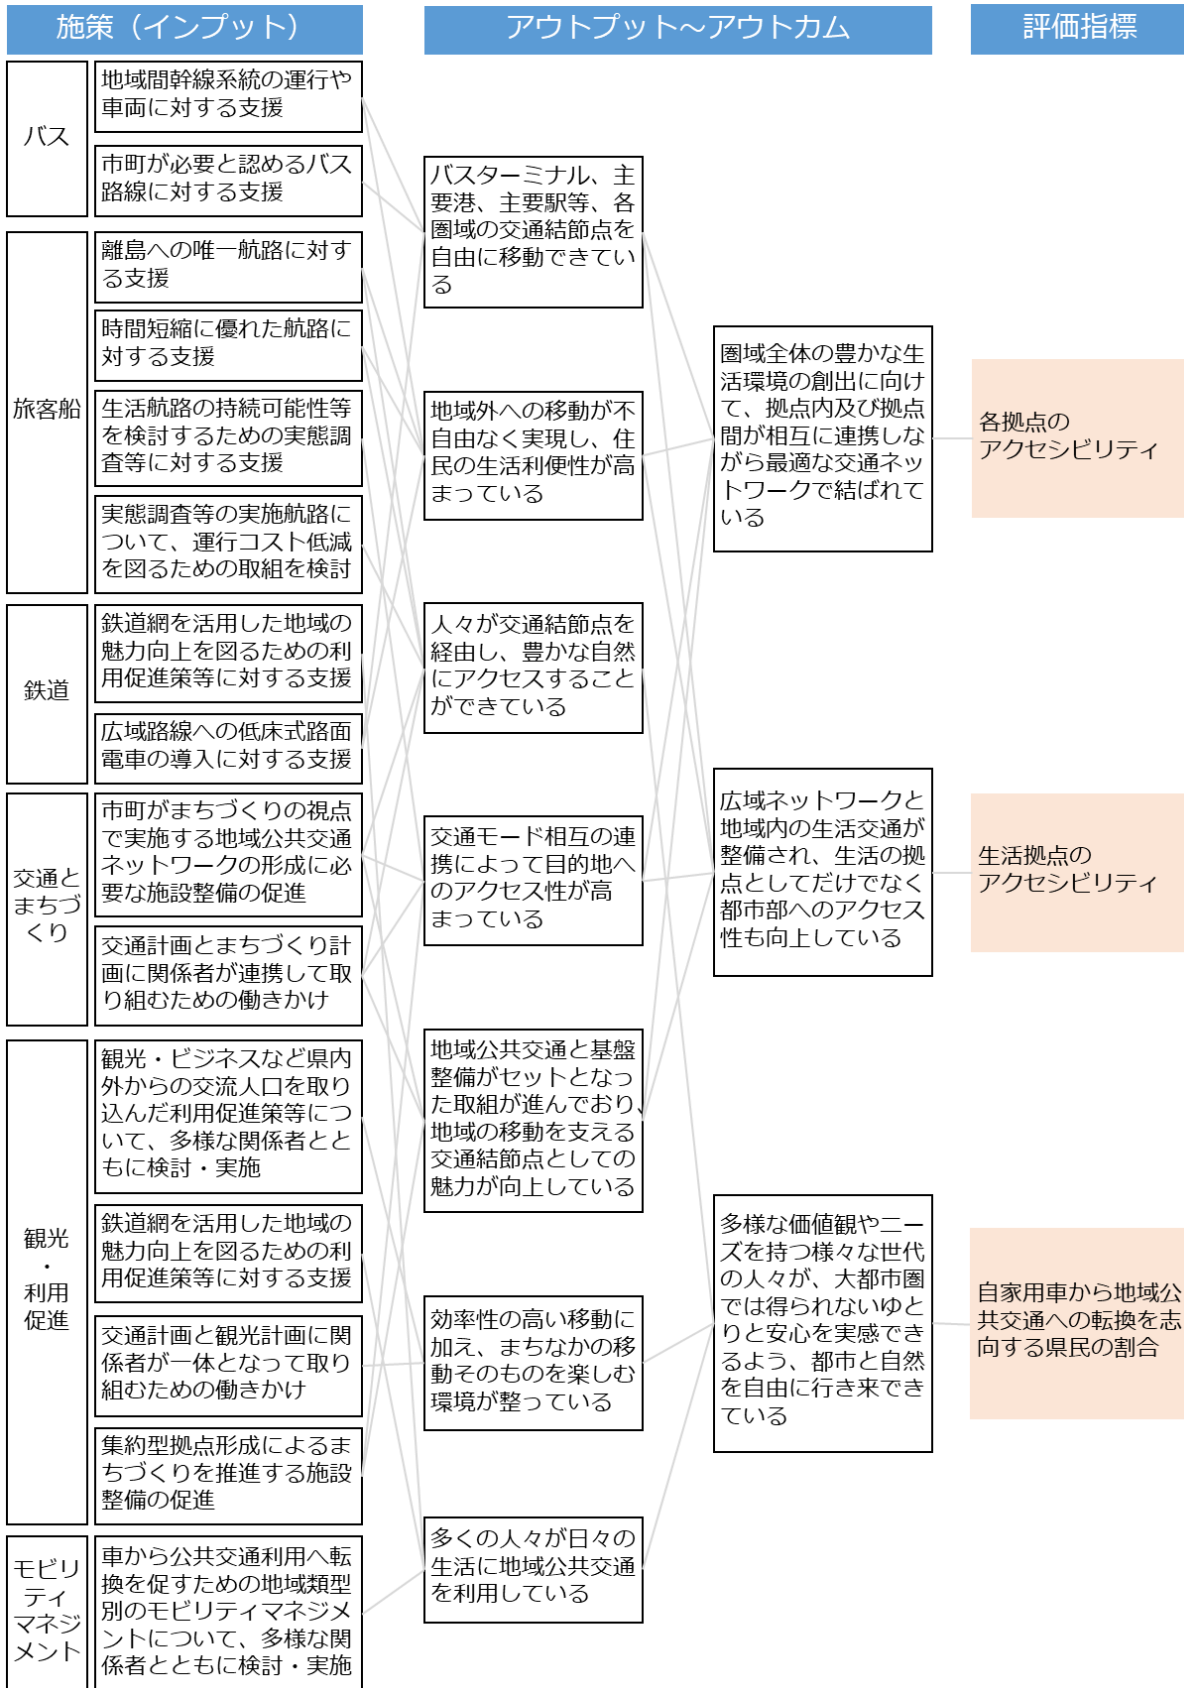 施策（インプット）
アウトプット～アウトカム
評価指標
バス
地域間幹線系統の運行や
車両に対する支援
市町が必要と認めるバス
路線に対する支援
旅客船
離島への唯一航路に対す
る支援
時間短縮に優れた航路に
対する支援
生活航路の持続可能性等
を検討するための実態調
査等に対する支援
実態調査等の実施航路に
ついて、運行コスト低減
を図るための取組を検討
鉄道
鉄道網を活用した地域の
魅力向上を図るための利
用促進策等に対する支援
広域路線への低床式路面
電車の導入に対する支援
交通と
まちづ
くり
市町がまちづくりの視点
で実施する地域公共交通
ネットワークの形成に必
要な施設整備の促進
交通計画とまちづくり計
画に関係者が連携して取
り組むための働きかけ
観光
・
利用
促進
観光・ビジネスなど県内
外からの交流人口を取り
込んだ利用促進策等につ
いて、多様な関係者とと
もに検討・実施
鉄道網を活用した地域の
魅力向上を図るための利
用促進策等に対する支援
交通計画と観光計画に関
係者が一体となって取り
組むための働きかけ
集約型拠点形成によるま
ちづくりを推進する施設
整備の促進
モビリ
ティ
マネジ
メント
車から公共交通利用へ転
換を促すための地域類型
別のモビリティマネジメ
ントについて、多様な関
係者とともに検討・実施
バスターミナル、主
要港、主要駅等、各
圏域の交通結節点を
自由に移動できてい
る
地域外への移動が不
自由なく実現し、住
民の生活利便性が高
まっている
人々が交通結節点を
経由し、豊かな自然
にアクセスすること
ができている
交通モード相互の連
携によって目的地へ
のアクセス性が高
まっている
地域公共交通と基盤
整備がセットとなっ
た取組が進んでおり、
地域の移動を支える
交通結節点としての
魅力が向上している
効率性の高い移動に
加え、まちなかの移
動そのものを楽しむ
環境が整っている
多くの人々が日々の
生活に地域公共交通
を利用している
圏域全体の豊かな生
活環境の創出に向け
て、拠点内及び拠点
間が相互に連携しな
がら最適な交通ネッ
トワークで結ばれて
いる
広域ネットワークと
地域内の生活交通が
整備され、生活の拠
点としてだけでなく
都市部へのアクセス
性も向上している
多様な価値観やニー
ズを持つ様々な世代
の人々が、大都市圏
では得られないゆと
りと安心を実感でき
るよう、都市と自然
を自由に行き来でき
ている
各拠点の
アクセシビリティ
生活拠点の
アクセシビリティ
自家用車から地域公
共交通への転換を志
向する県民の割合